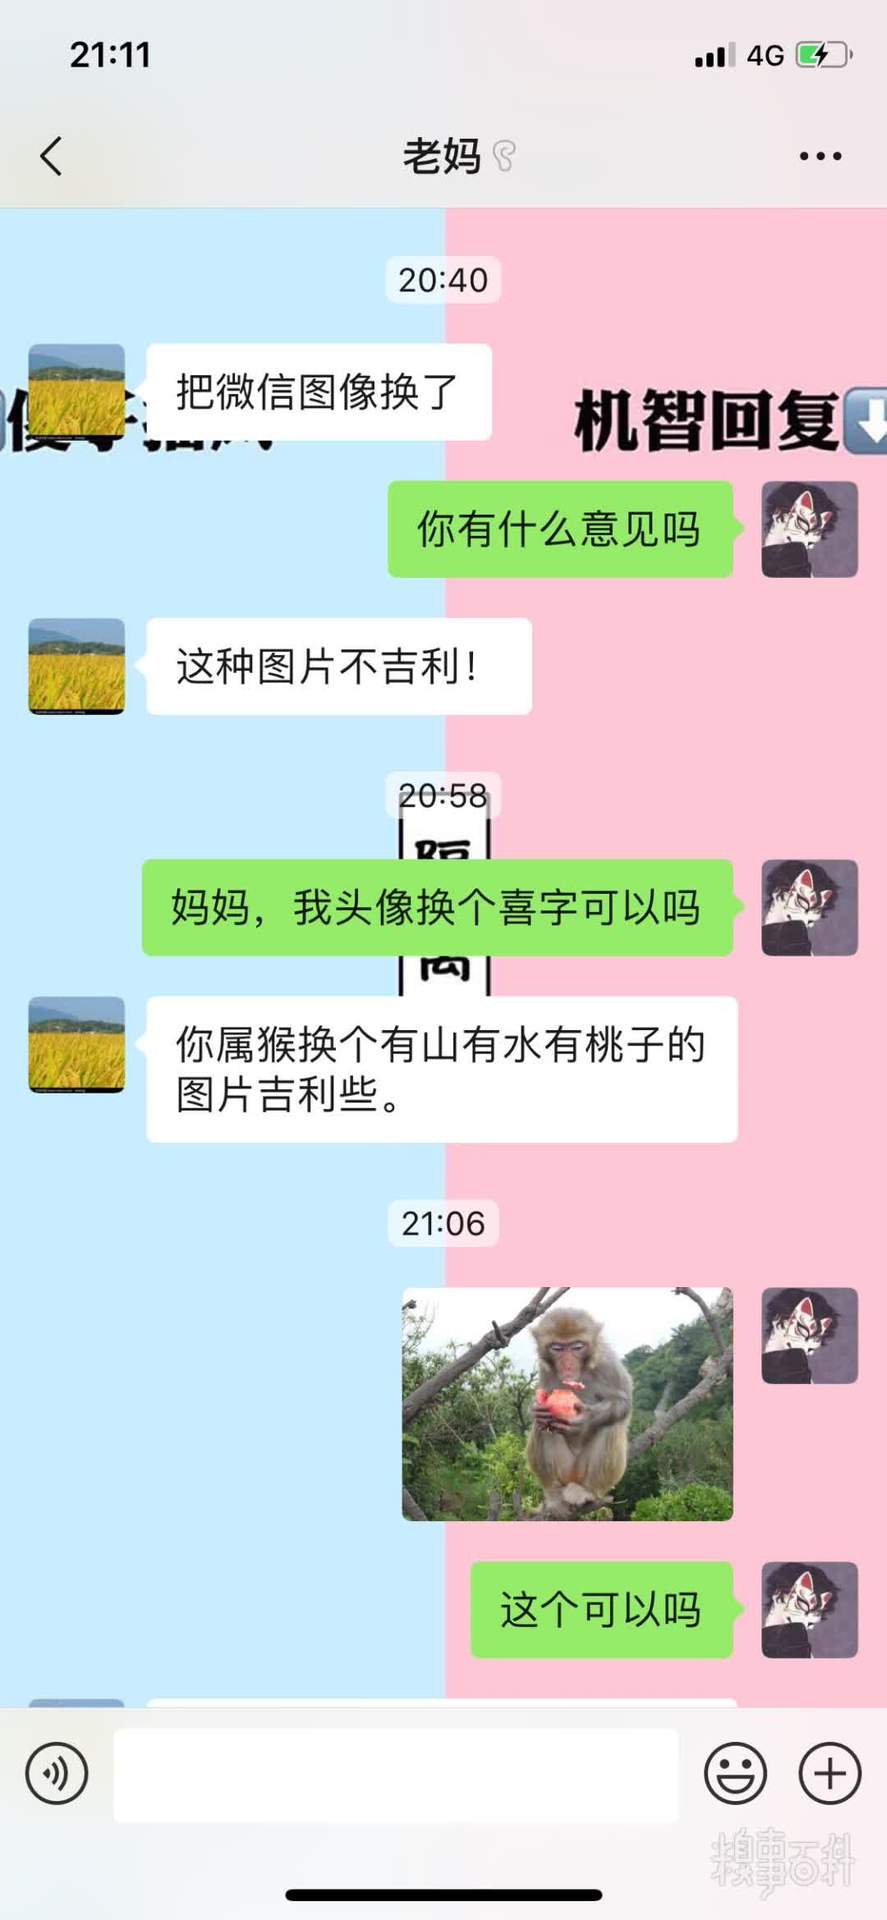 21:11
4G
老妈
20:40
把微信图像换了
机智回复
你有什么意见吗
这种图片不吉利！
20:58
妈妈，我头像换个喜字可以吗
你属猴换个有山有水有桃子的
图片吉利些。
21:06
这个可以吗
糗事百科